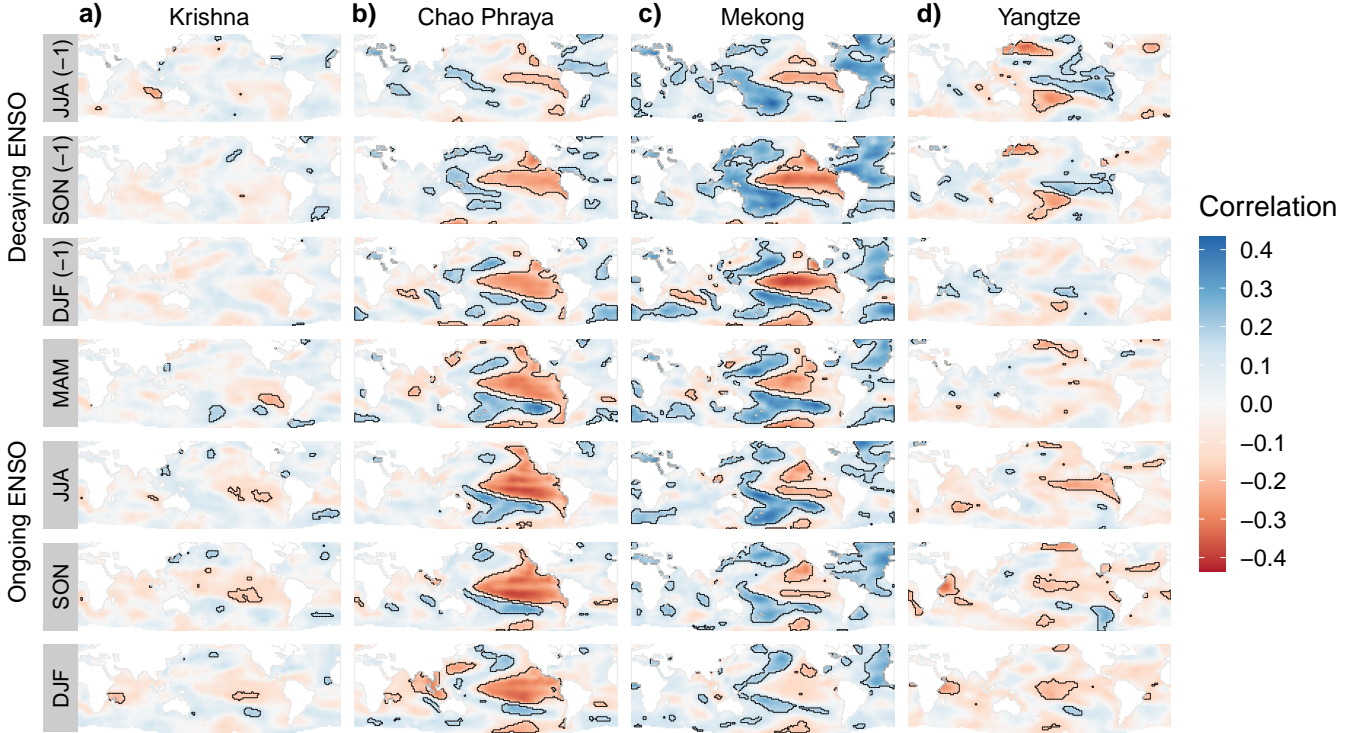 a) Krishna b) Chao Phraya c) Mekong d) Yangtze
Decaying ENSO
JJA (−1)
SON (−1)
DJF (−1)
MAM
Ongoing ENSO
JJA
SON
DJF
Correlation
0.4
0.3
0.2
0.1
0.0
−0.1
−0.2
−0.3
−0.4